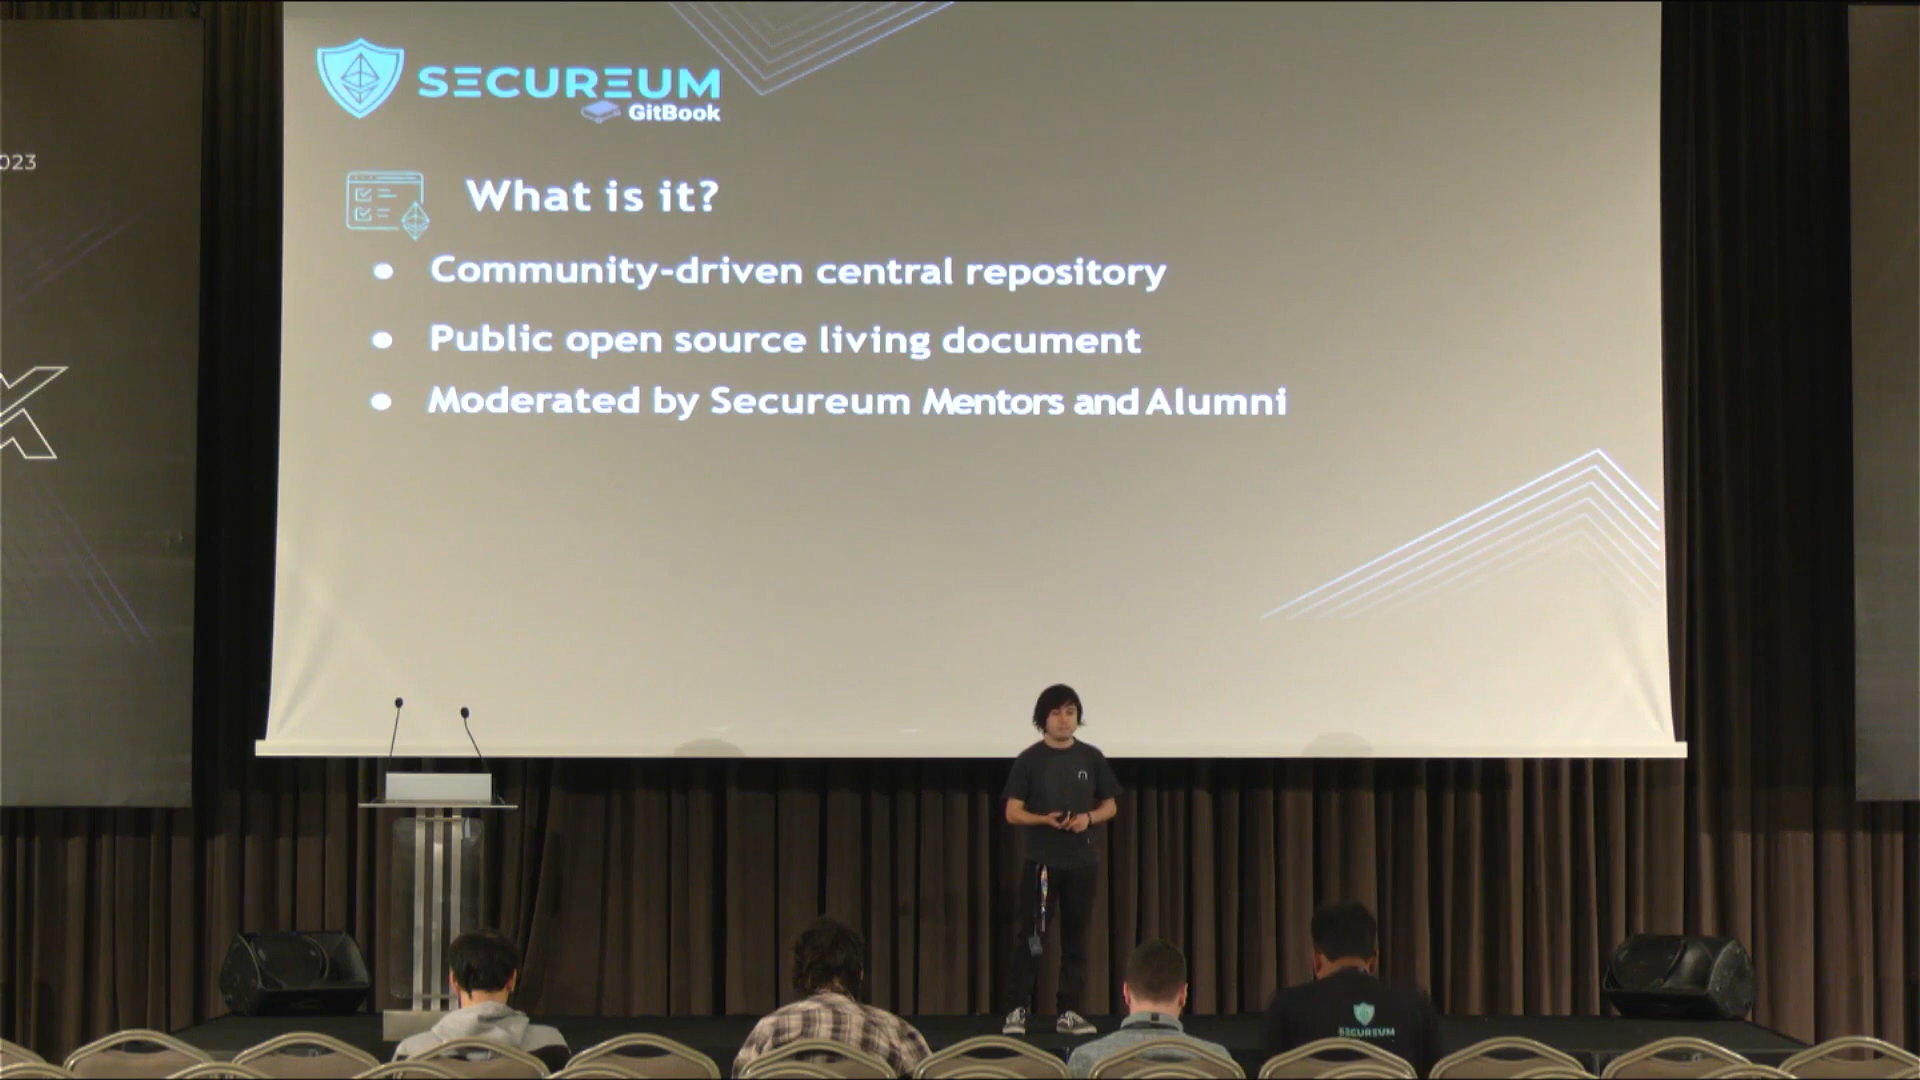 SECUREUM
GitBook
023
What is it?
Community-driven central repository
Public open source living document
Moderated by Secureum Mentors and Alumni
X
SECUREUM